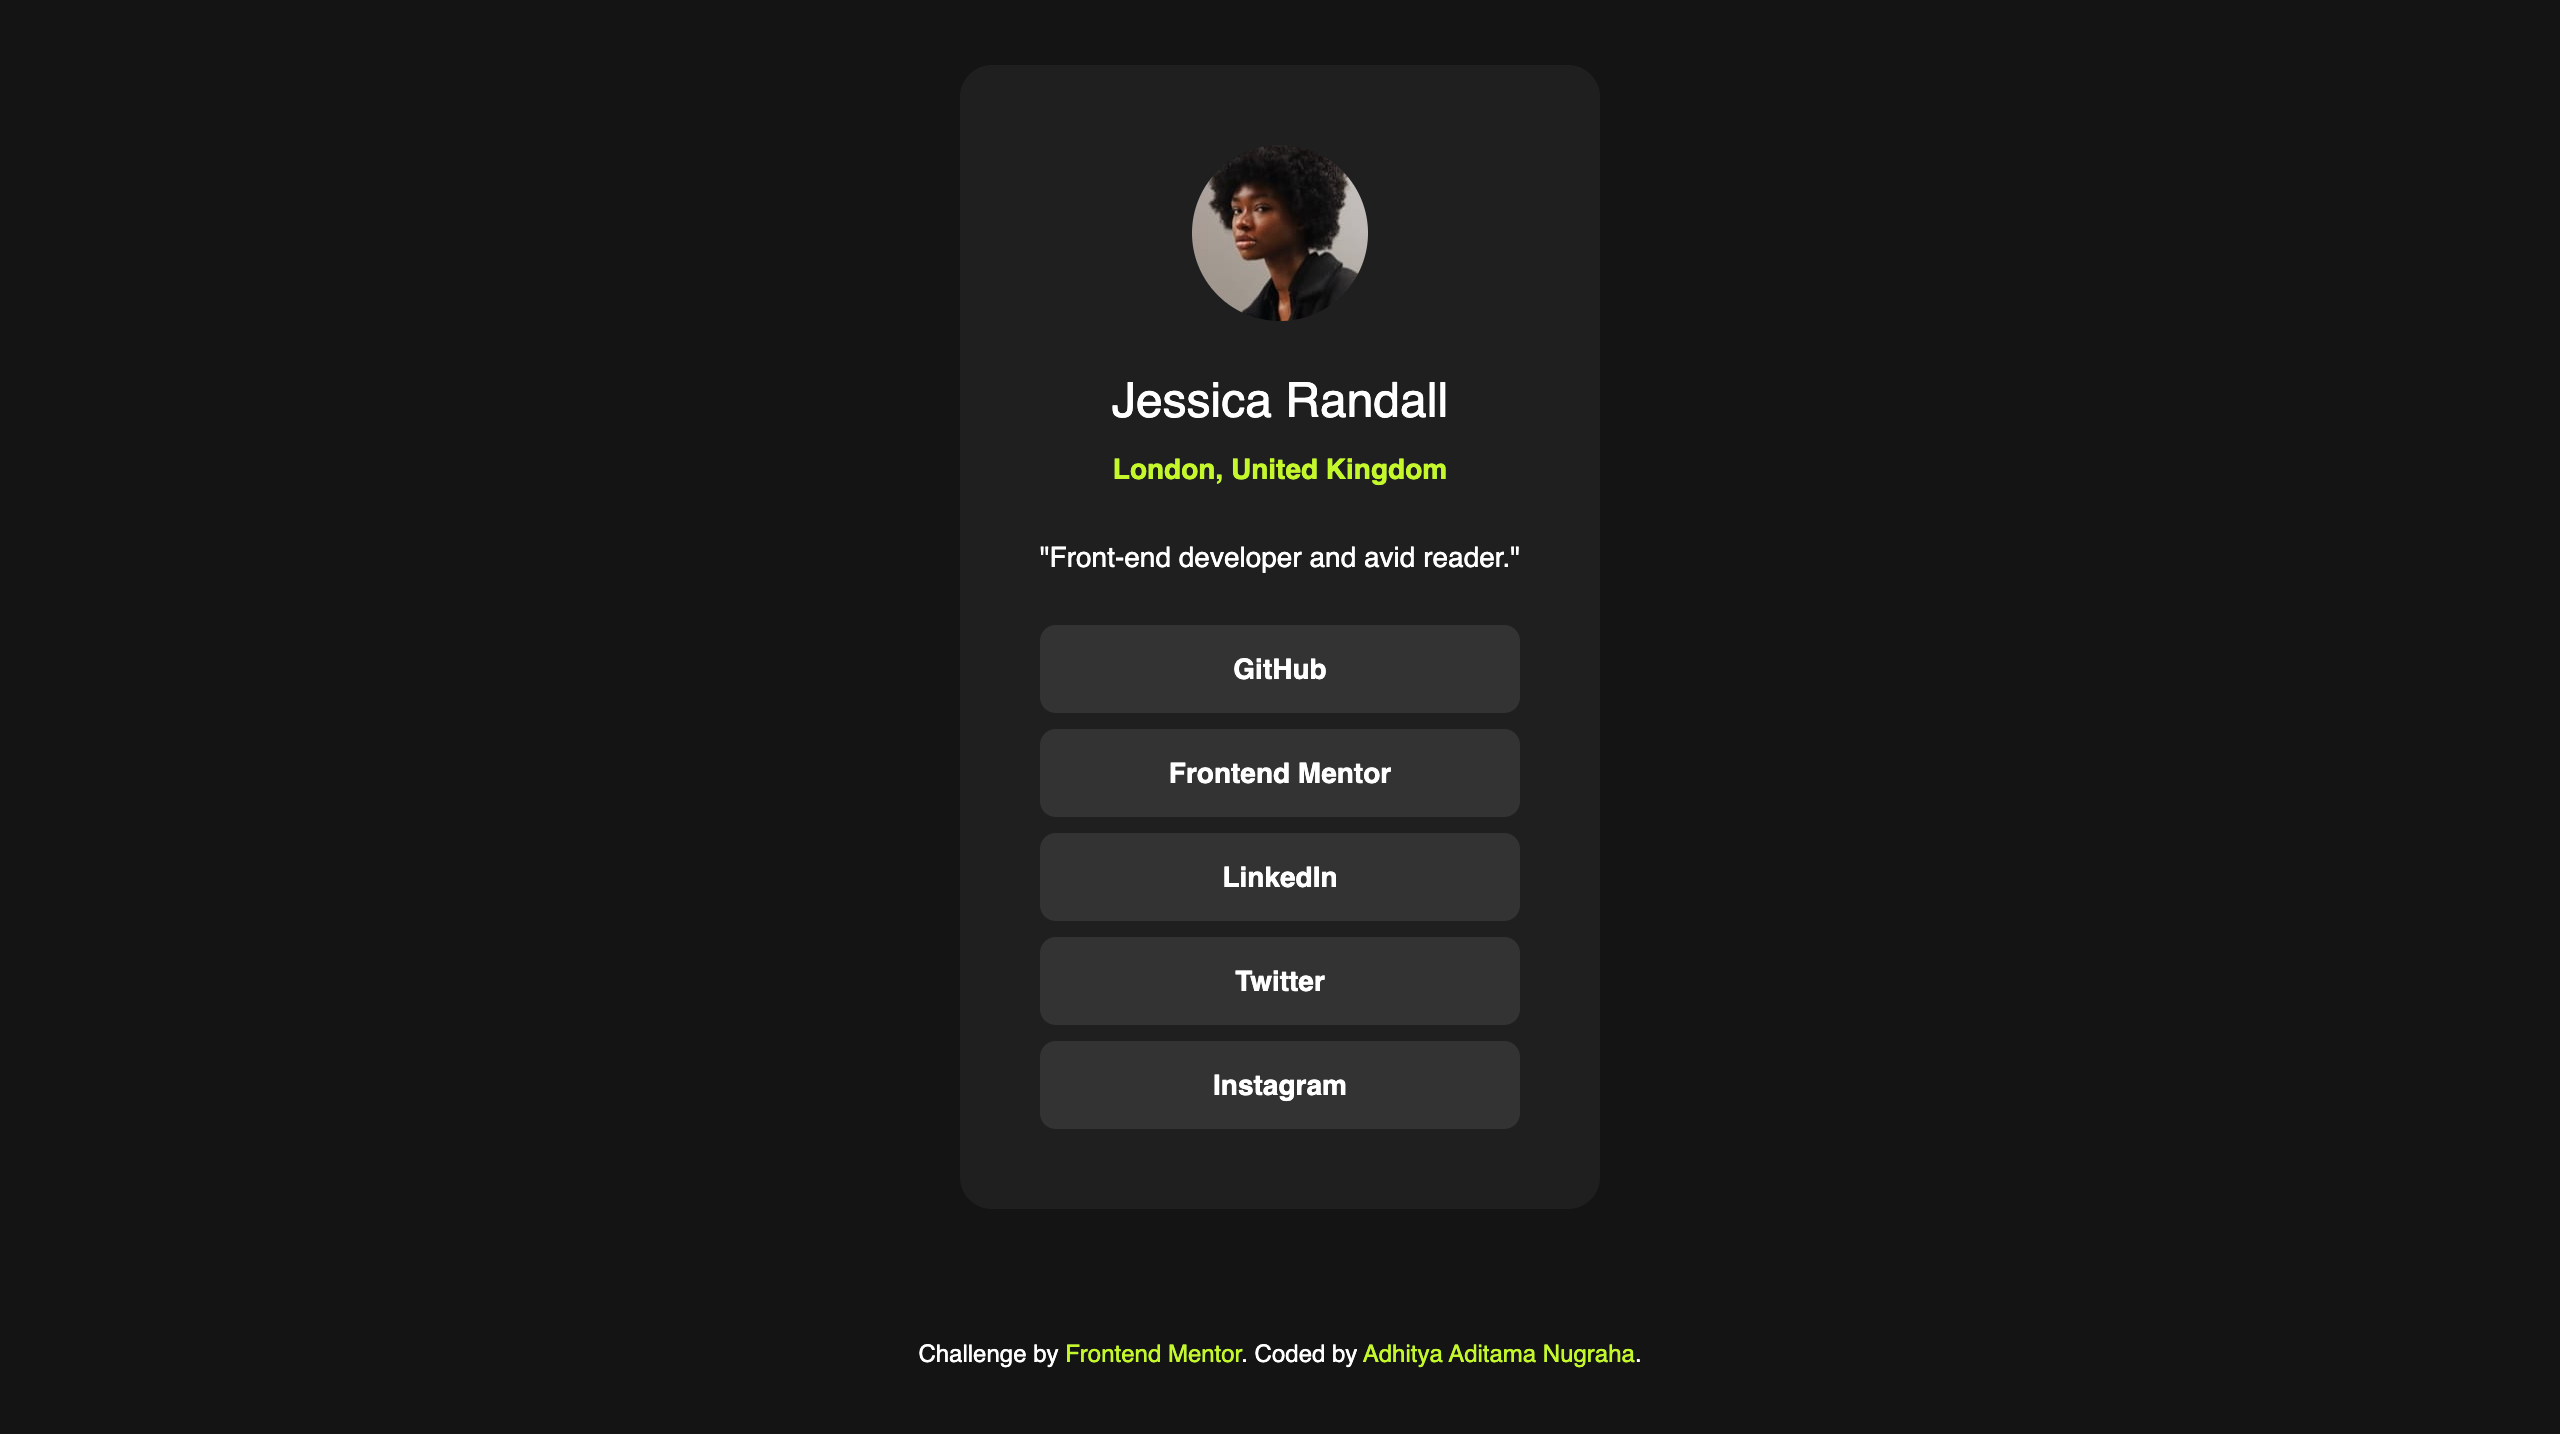 Jessica Randall
London, United Kingdom
"Front-end developer and avid reader."
GitHub
Frontend Mentor
LinkedIn
Twitter
Instagram
Challenge by Frontend Mentor. Coded by Adhitya Aditama Nugraha.